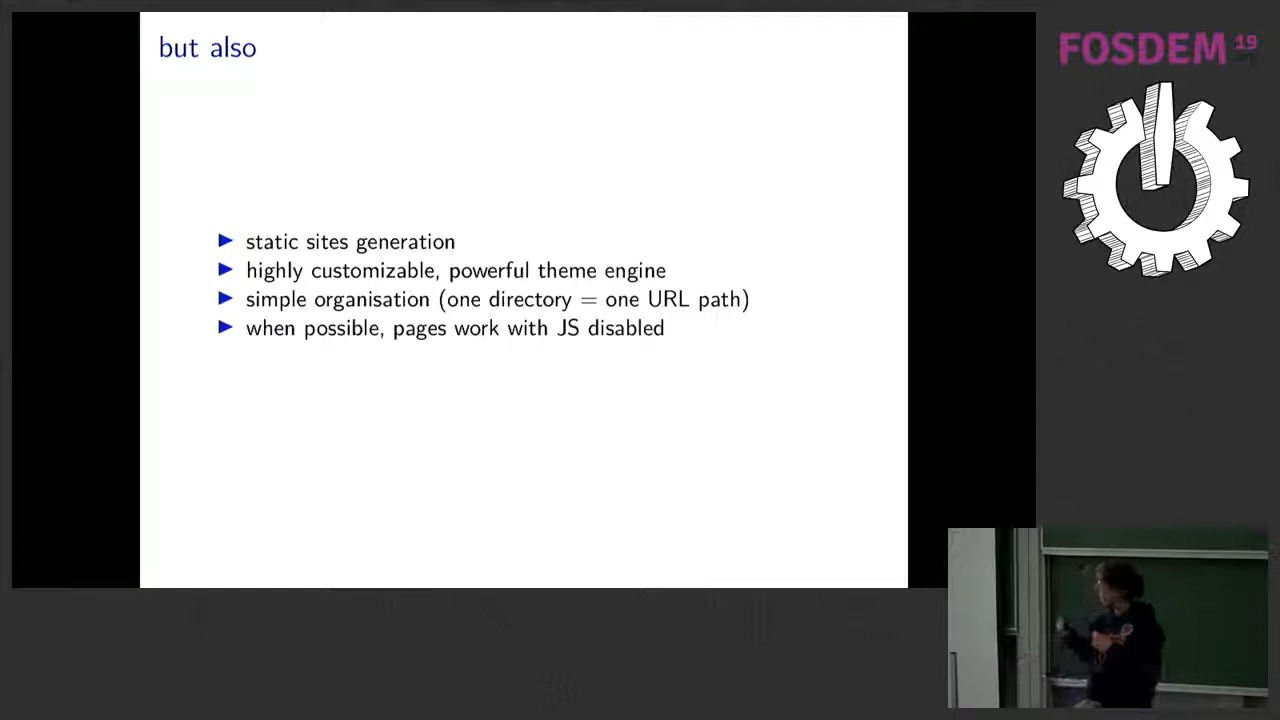 but also
FOSDEM 19
static sites generation
highly customizable, powerful theme engine
simple organisation (one directory = one URL path)
when possible, pages work with JS disabled